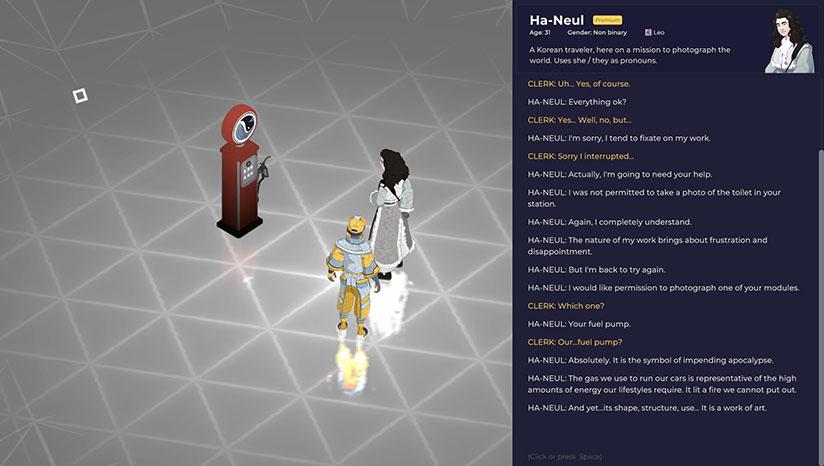 Ha-Neul Premium
Age: 31 Gender: Non binary Leo
A Korean traveler, here on a mission to photograph the
world. Uses she / they as pronouns.
CLERK: Uh... Yes, of course.
HA-NEUL: Everything ok?
CLERK: Yes... Well, no, but...
HA-NEUL: I'm sorry, I tend to fixate on my work.
CLERK: Sorry I interrupted...
HA-NEUL: Actually, I'm going to need your help.
HA-NEUL: I was not permitted to take a photo of the toilet in your
station.
HA-NEUL: Again, I completely understand.
HA-NEUL: The nature of my work brings about frustration and
disappointment.
HA-NEUL: But I'm back to try again.
HA-NEUL: I would like permission to photograph one of your modules.
CLERK: Which one?
HA-NEUL: Your fuel pump.
CLERK: Our...fuel pump?
HA-NEUL: Absolutely. It is the symbol of impending apocalypse.
HA-NEUL: The gas we use to run our cars is representative of the high
amounts of energy our lifestyles require. It lit a fire we cannot put out.
HA-NEUL: And yet...its shape, structure, use... It is a work of art.
(Click or press Space)